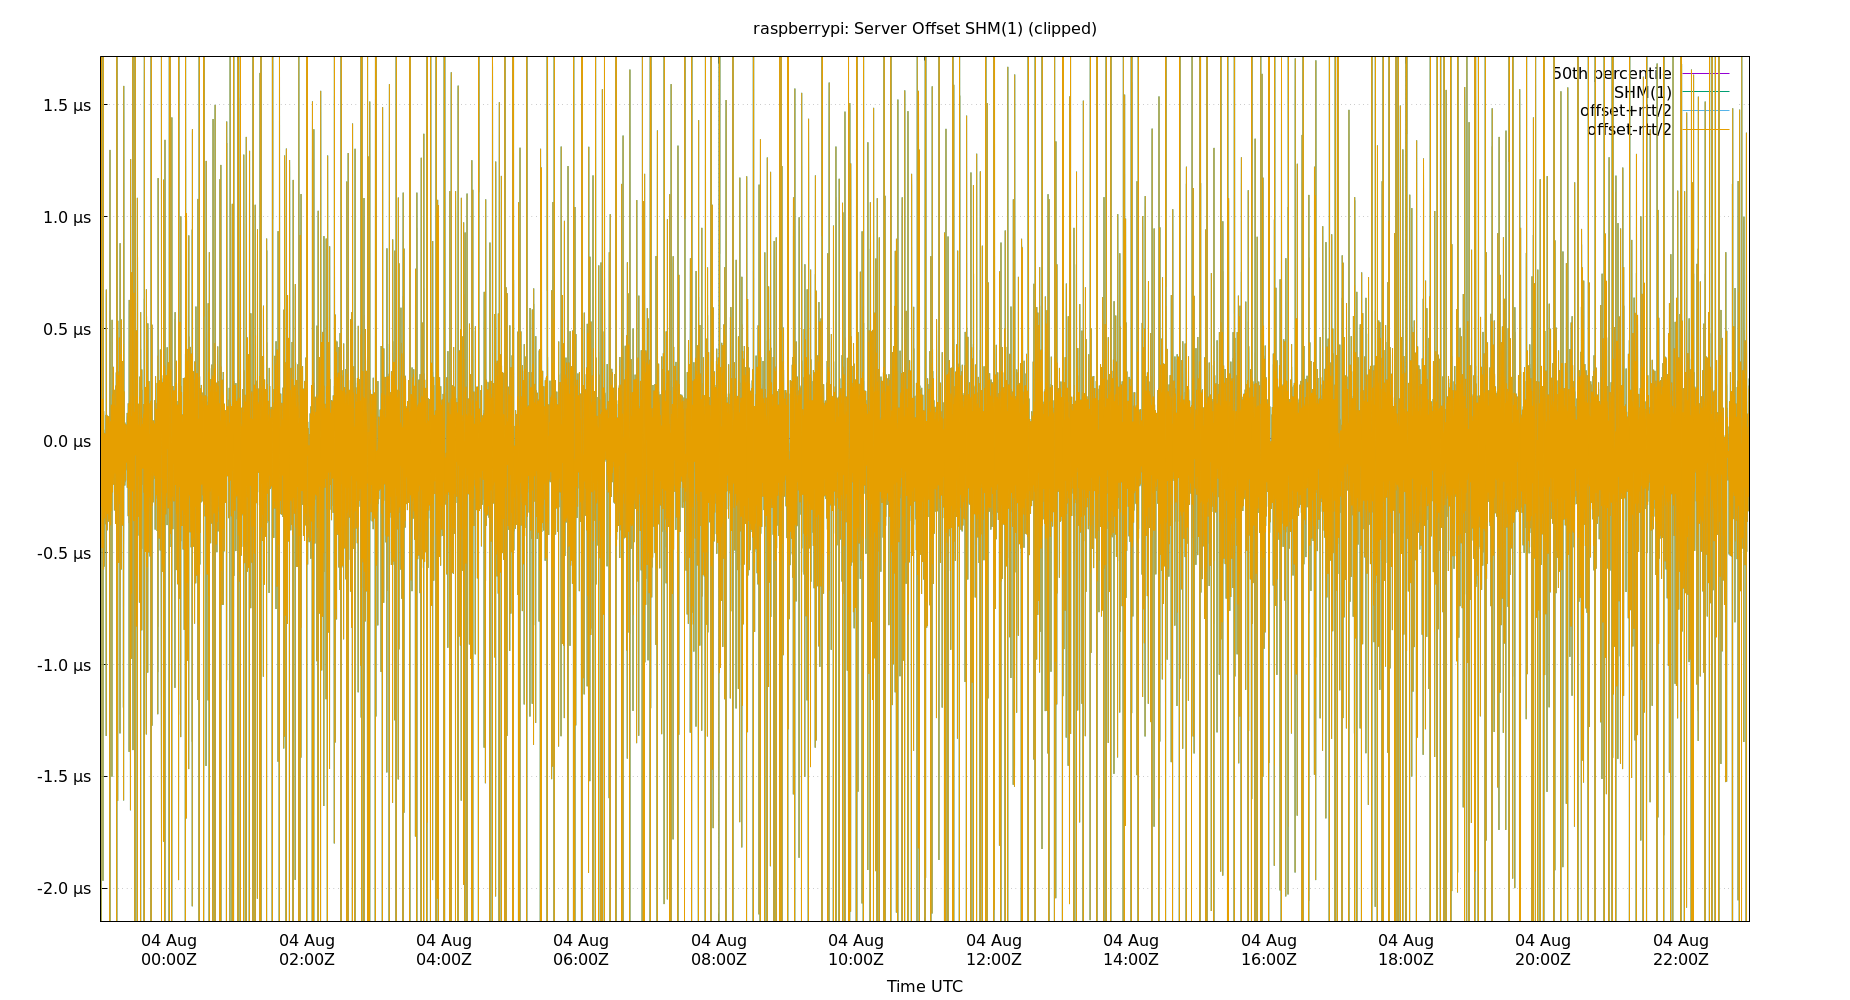 raspberrypi: Server Offset SHM(1) (clipped)
50th percentile
SHM(1)
offset+rtt/2
offset-rtt/2
1.5 µs
1.0 µs
0.5 µs
0.0 µs
-0.5 µs
-1.0 µs
-1.5 µs
-2.0 µs
04 Aug 04 Aug 04 Aug 04 Aug 04 Aug 04 Aug 04 Aug 04 Aug 04 Aug 04 Aug 04 Aug 04 Aug
00:00Z 02:00Z 04:00Z 06:00Z 08:00Z 10:00Z 12:00Z 14:00Z 16:00Z 18:00Z 20:00Z 22:00Z
Time UTC